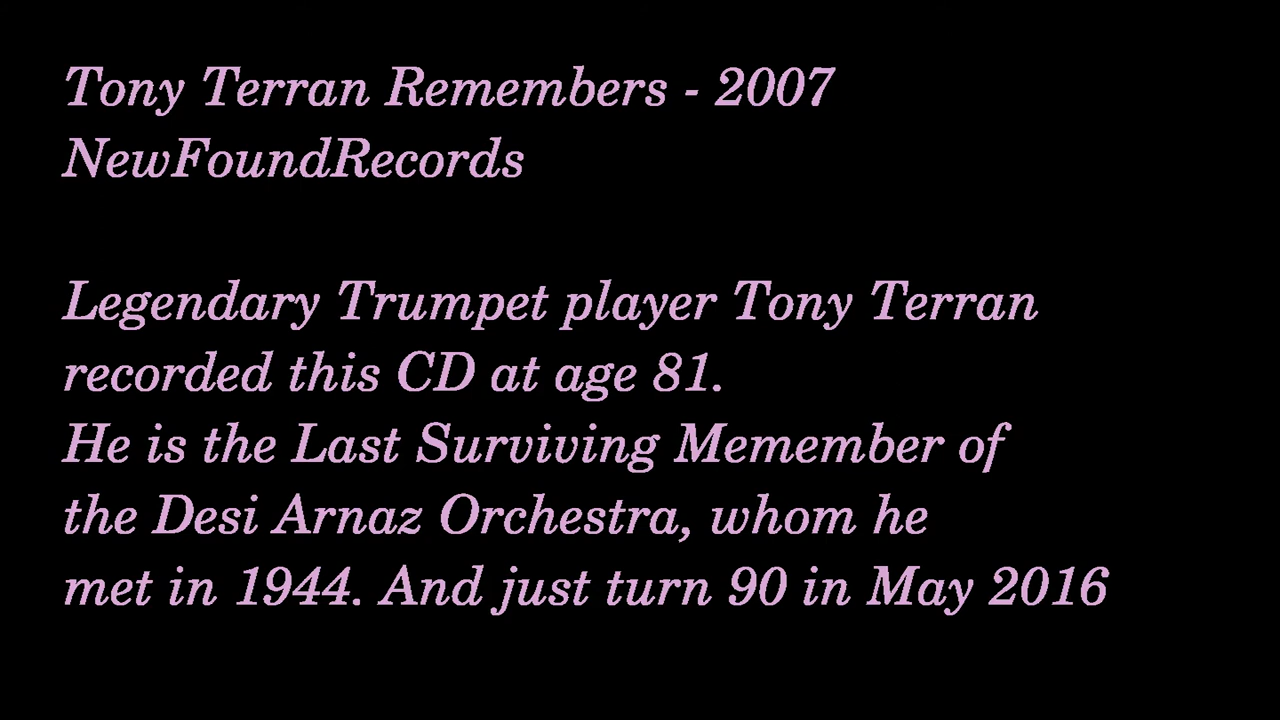 Tony Terran Remembers - 2007
NewFoundRecords
Legendary Trumpet player Tony Terran
recorded this CD at age 81.
He is the Last Surviving Memember of
the Desi Arnaz Orchestra, whom he
met in 1944. And just turn 90 in May 2016